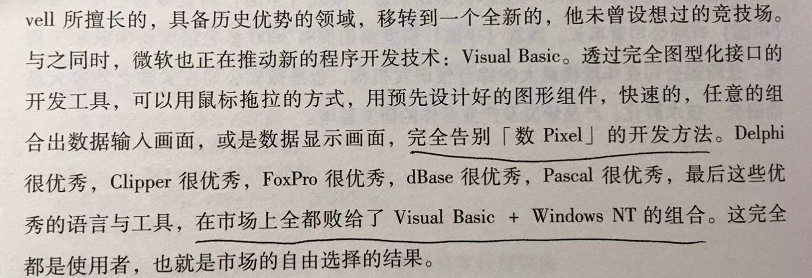 vell 所擅长的，具备历史优势的领域，移转到一个全新的，他未曾设想过的竞技场。
与之同时，微软也正在推动新的程序开发技术：Visual Basic。透过完全图型化接口的
开发工具，可以用鼠标拖拉的方式，用预先设计好的图形组件，快速的，任意的组
合出数据输入画面，或是数据显示画面，完全告别「数 Pixel」的开发方法。Delphi
很优秀，Clipper 很优秀，FoxPro 很优秀，dBase 很优秀，Pascal 很优秀，最后这些优
秀的语言与工具，在市场上全都败给了 Visual Basic + Windows NT 的组合。这完全
都是使用者，也就是市场的自由选择的结果。